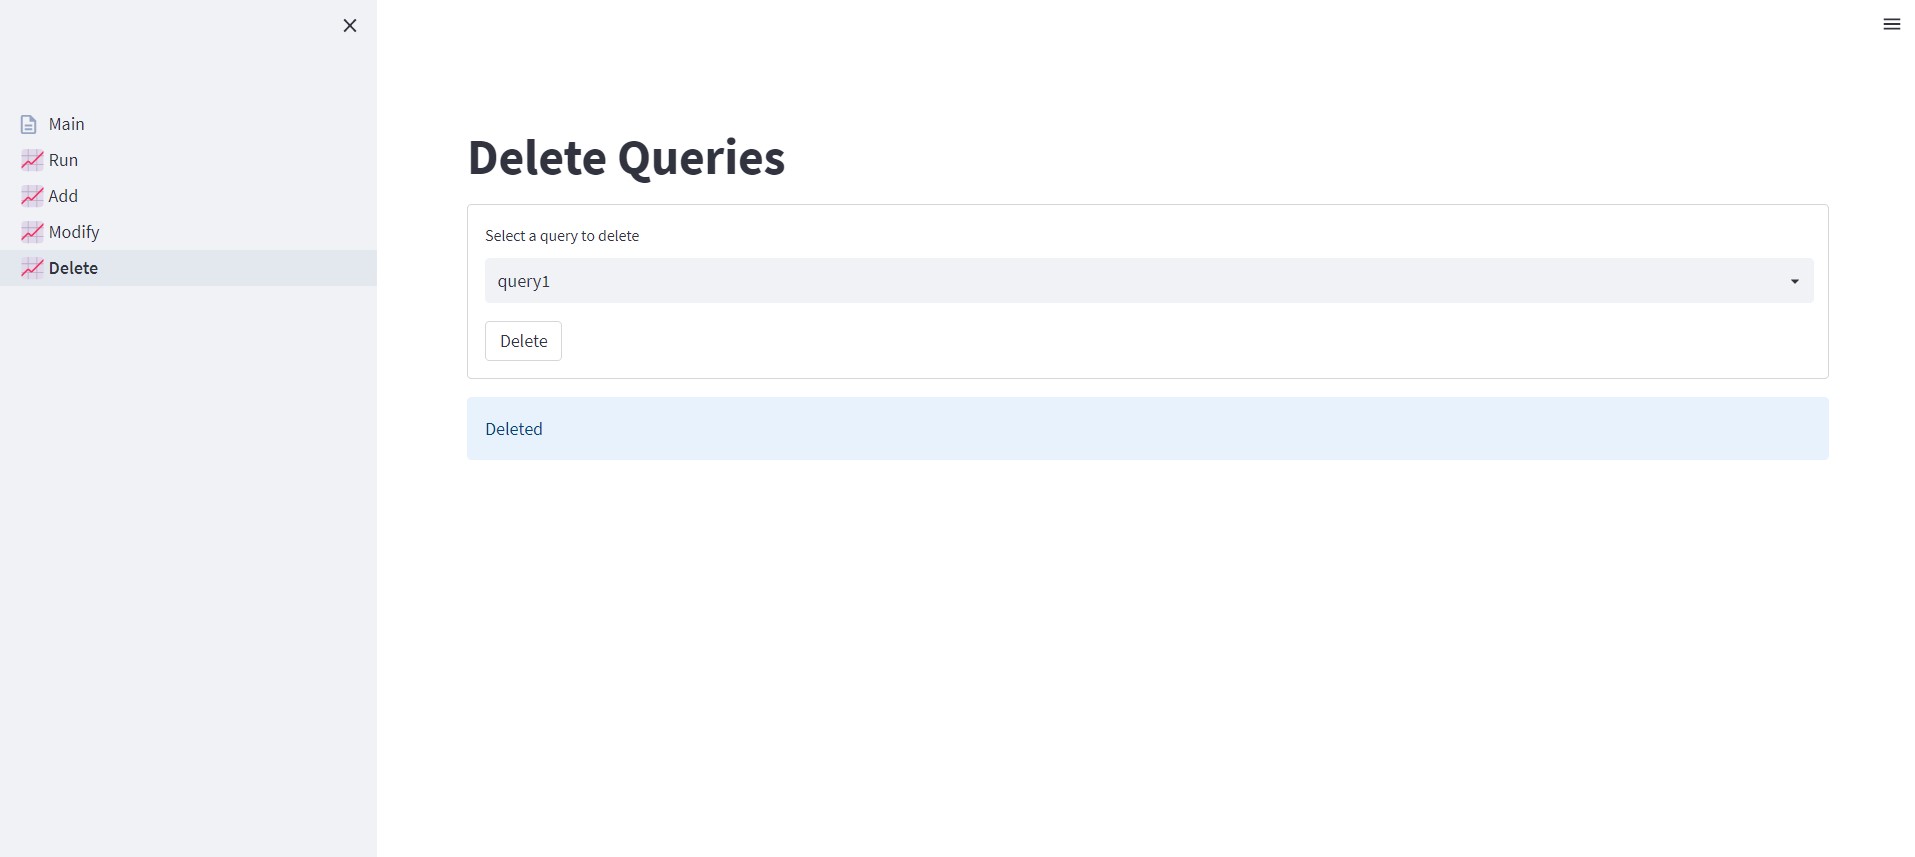 Main
Run
Add
Modify
Delete
Delete Queries
Select a query to delete
query1
Delete
Deleted